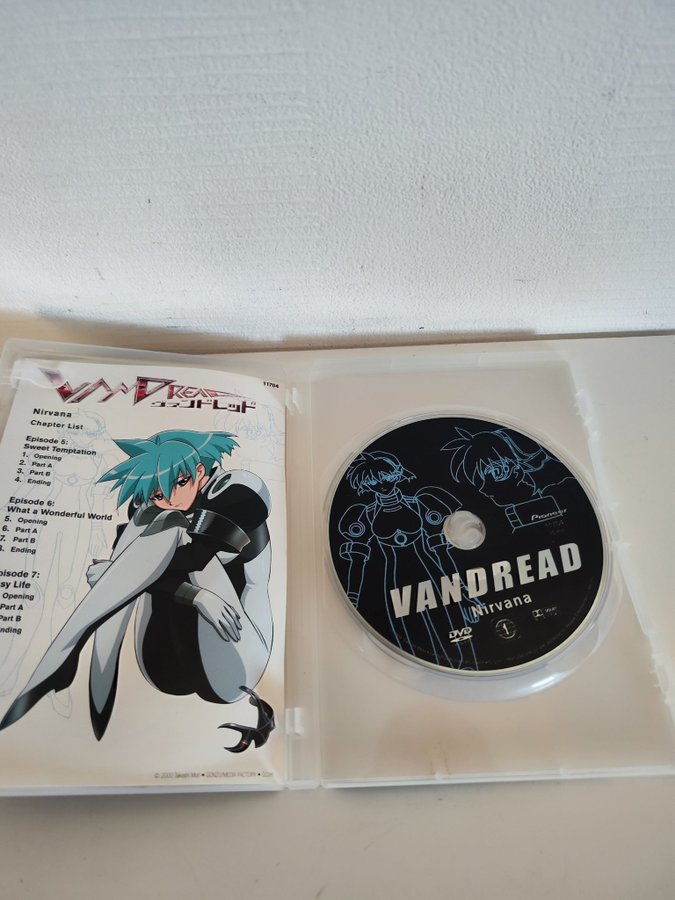 VANDREAD
ヴァンドレッド
11704
Nirvana
Chapter List
Episode 5:
Sweet Temptation
1. Opening
2. Part A
3. Part B
4. Ending
Episode 6:
What a Wonderful World
5. Opening
6. Part A
7. Part B
8. Ending
pisode 7:
sy Life
Opening
Part A
Part B
nding
© 2000 Takeshi Mori • GONZO/MEDIA FACTORY •
Pioneer
VANDREAD
Nirvana
DVD
1